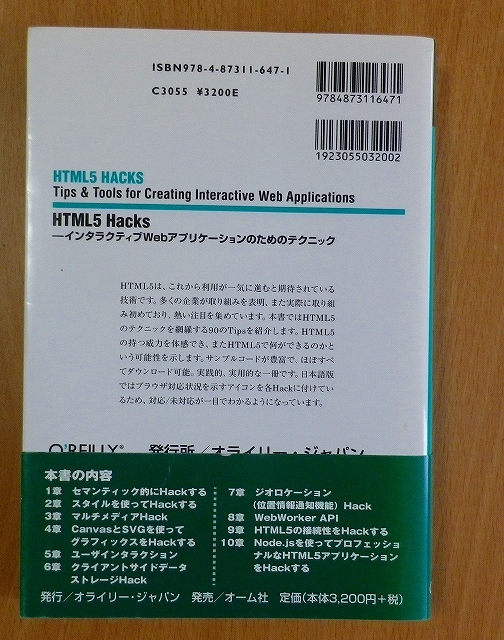 ISBN978-4-87311-647-1
C3055 ¥3200E
9784873116471
1923055032002
HTML5 HACKS
Tips & Tools for Creating Interactive Web Applications
HTML5 Hacks
―インタラクティブWebアプリケーションのためのテクニック
HTML5は、これから利用が一気に進むと期待されている
技術です。多くの企業が取り組みを表明、また実際に取り組
み初めており、熱い注目を集めています。本書ではHTML5
のテクニックを網羅する90のTipsを紹介します。HTML5
の持つ威力を体感でき、またHTML5で何ができるのかと
いう可能性を示します。サンプルコードが豊富で、ほぼすべ
てダウンロード可能。実践的、実用的な一冊です。日本語版
ではブラウザ対応状況を示すアイコンを各Hackに付けてい
るため、対応/未対応が一目でわかるようになっています。
O'REILLY® 発行所／オライリー・ジャパン
本書の内容
1章 セマンティック的にHackする
2章 スタイルを使ってHackする
3章 マルチメディアHack
4章 CanvasとSVGを使って
グラフィックスをHackする
5章 ユーザインタラクション
6章 クライアントサイドデータ
ストレージHack
7章 ジオロケーション
（位置情報通知機能）Hack
8章 WebWorker API
9章 HTML5の接続性をHackする
10章 Node.jsを使ってプロフェッショ
ナルなHTML5アプリケーション
をHackする
発行／オライリー・ジャパン 発売／オーム社 定価（本体3,200円+税）